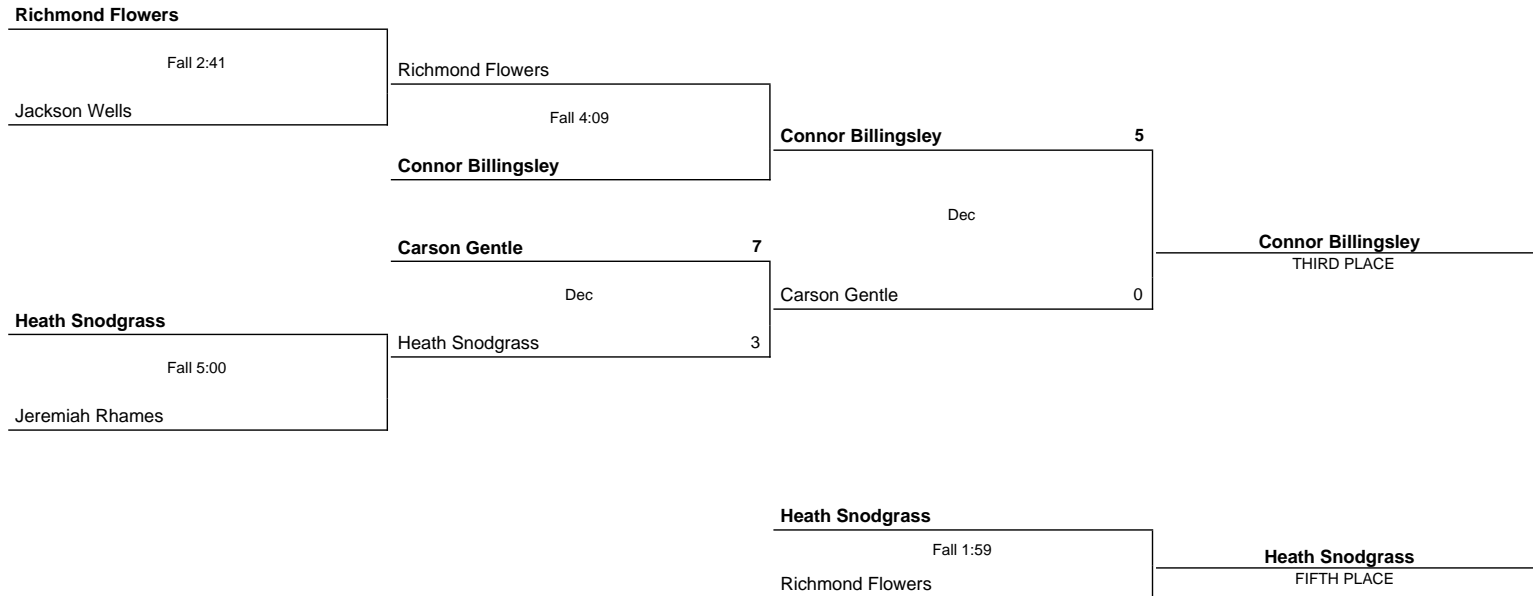 Richmond Flowers
Fall 2:41
Jackson Wells
Richmond Flowers
Fall 4:09
Connor Billingsley
Connor Billingsley 5
Dec
Carson Gentle 0
Carson Gentle 7
Dec
Heath Snodgrass 3
Heath Snodgrass
Fall 5:00
Jeremiah Rhames
Connor Billingsley
THIRD PLACE
Heath Snodgrass
Fall 1:59
Richmond Flowers
Heath Snodgrass
FIFTH PLACE